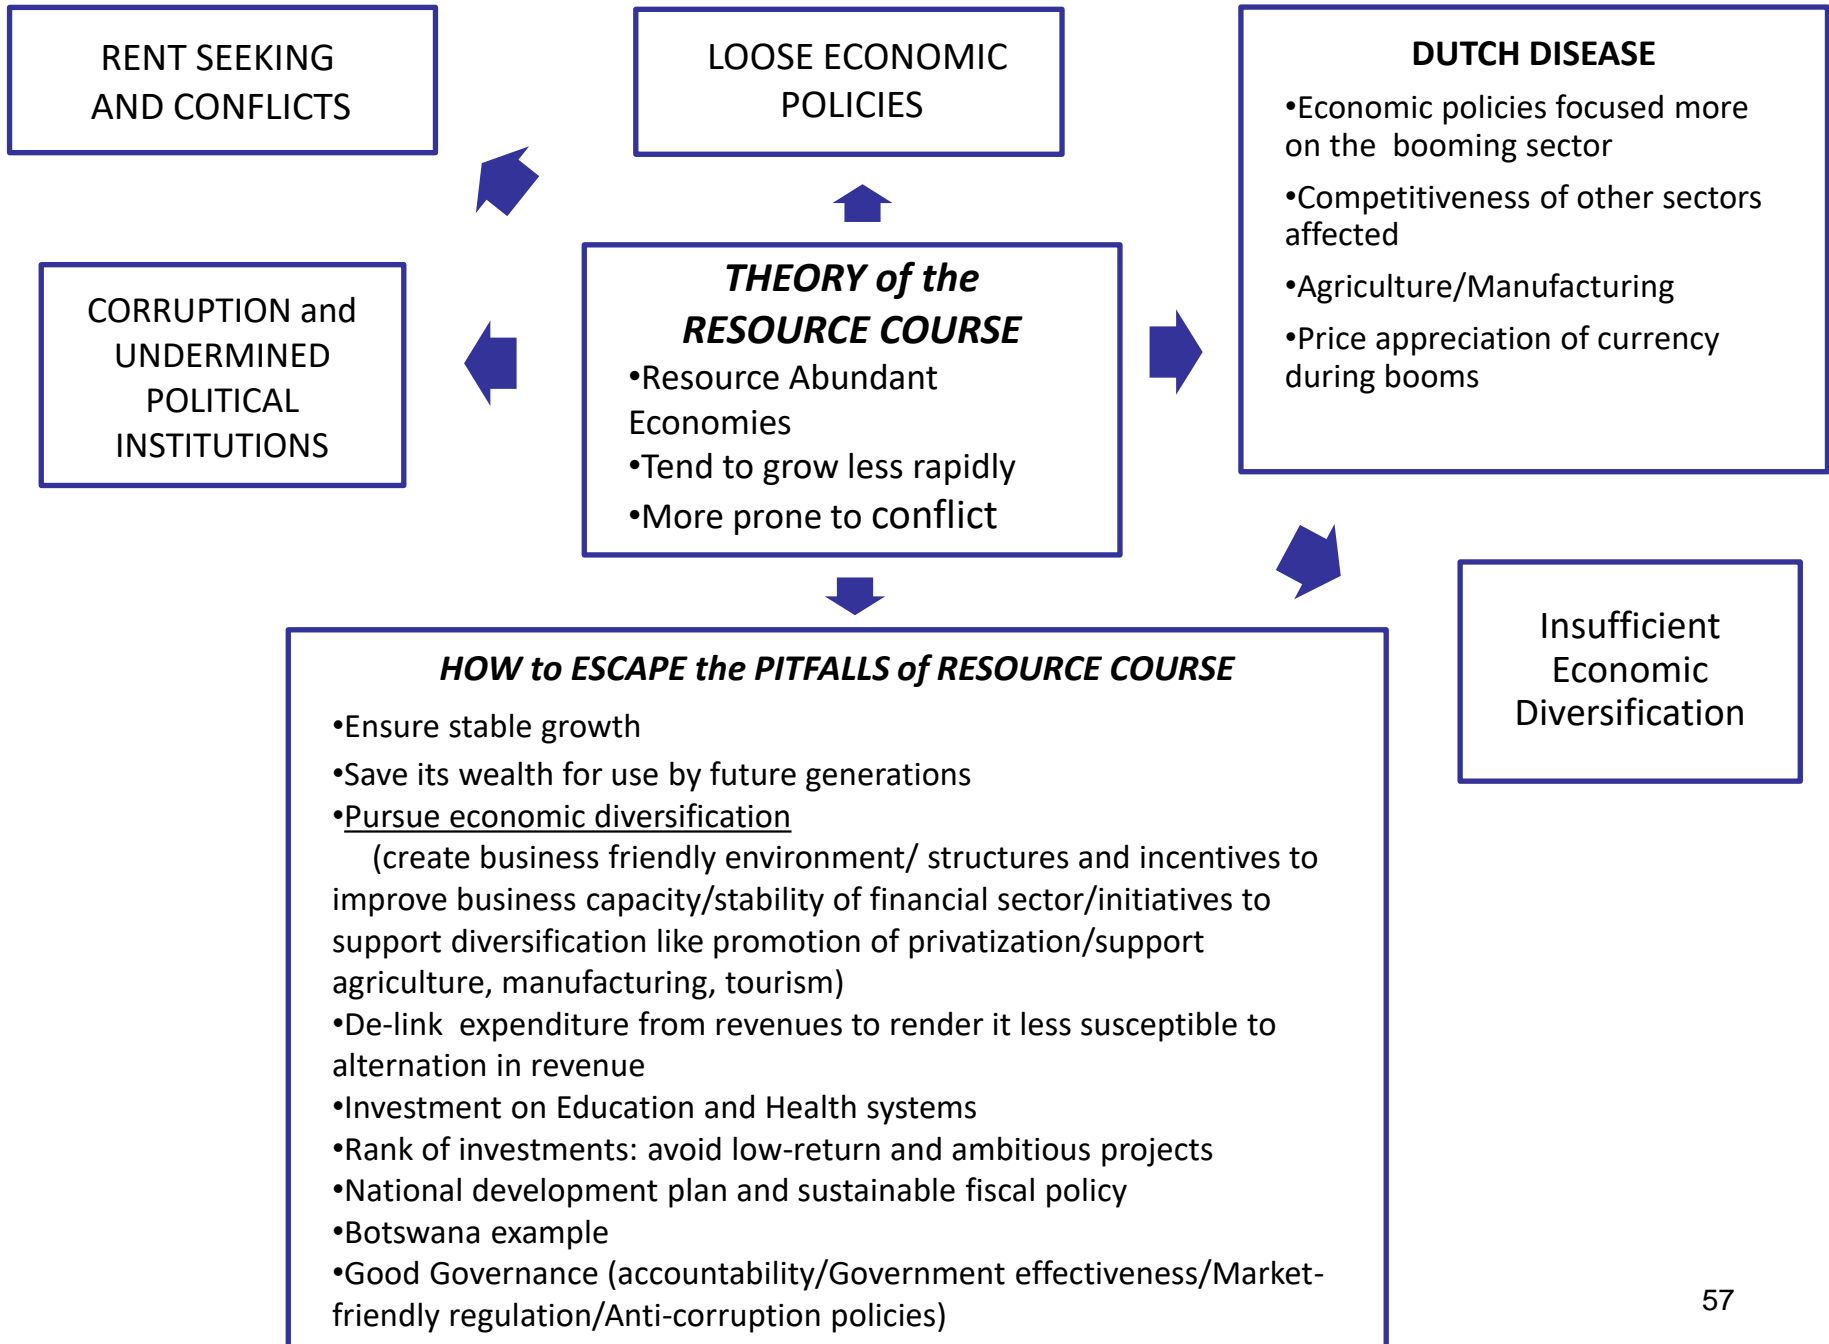 RENT SEEKING
AND CONFLICTS
LOOSE ECONOMIC
POLICIES
DUTCH DISEASE
•Economic policies focused more
on the booming sector
•Competitiveness of other sectors
affected
•Agriculture/Manufacturing
•Price appreciation of currency
during booms
CORRUPTION and
UNDERMINED
POLITICAL
INSTITUTIONS
THEORY of the
RESOURCE COURSE
•Resource Abundant
Economies
•Tend to grow less rapidly
•More prone to conflict
Insufficient
Economic
Diversification
HOW to ESCAPE the PITFALLS of RESOURCE COURSE
•Ensure stable growth
•Save its wealth for use by future generations
•Pursue economic diversification
(create business friendly environment/ structures and incentives to
improve business capacity/stability of financial sector/initiatives to
support diversification like promotion of privatization/support
agriculture, manufacturing, tourism)
•De-link expenditure from revenues to render it less susceptible to
alternation in revenue
•Investment on Education and Health systems
•Rank of investments: avoid low-return and ambitious projects
•National development plan and sustainable fiscal policy
•Botswana example
•Good Governance (accountability/Government effectiveness/Market-
friendly regulation/Anti-corruption policies)
57